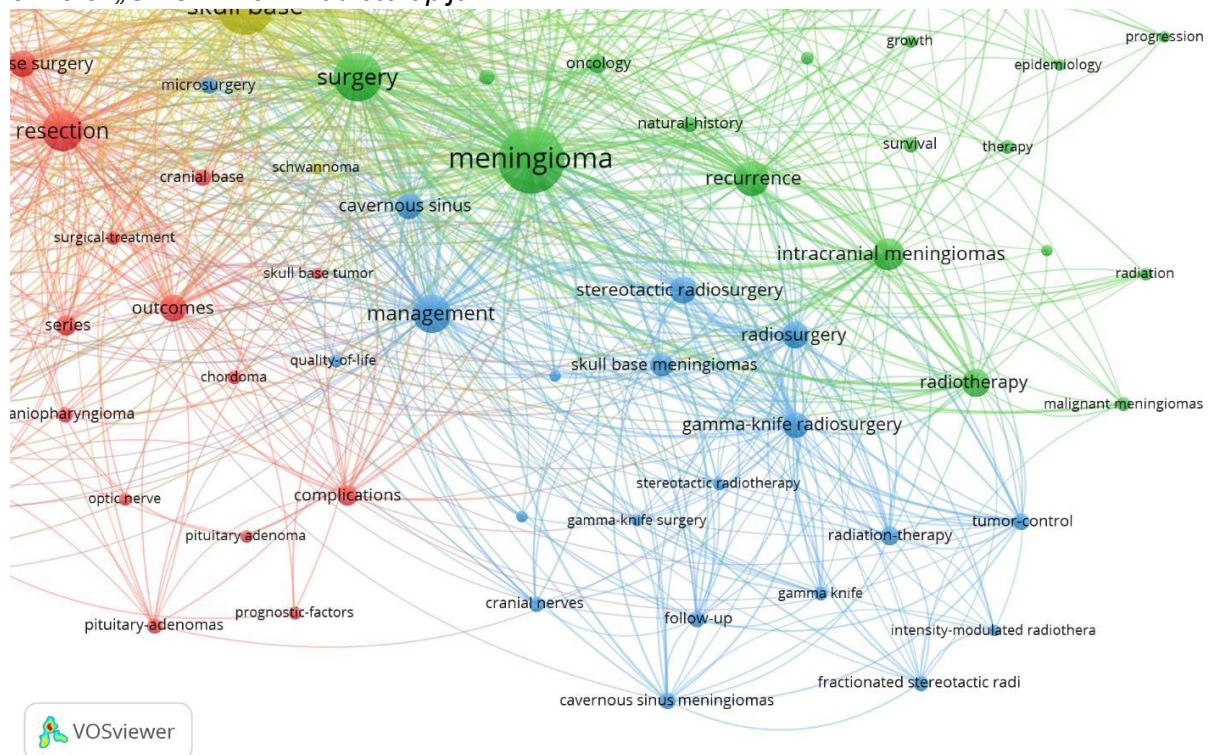 skull base
growth
progression
se surgery
surgery
oncology
epidemiology
microsurgery
resection
natural-history
meningioma
survival
therapy
schwannoma
cranial base
recurrence
cavernous sinus
surgical-treatment
intracranial meningiomas
skull base tumor
radiation
stereotactic radiosurgery
outcomes
management
series
radiosurgery
quality-of-life
skull base meningiomas
chordoma
radiotherapy
malignant meningiomas
aniopharyngioma
gamma-knife radiosurgery
stereotactic radiotherapy
optic nerve
complications
gamma-knife surgery
tumor-control
pituitary adenoma
radiation-therapy
gamma knife
cranial nerves
prognostic-factors
follow-up
pituitary-adenomas
intensity-modulated radiothera
fractionated stereotactic radi
cavernous sinus meningiomas
VOSviewer